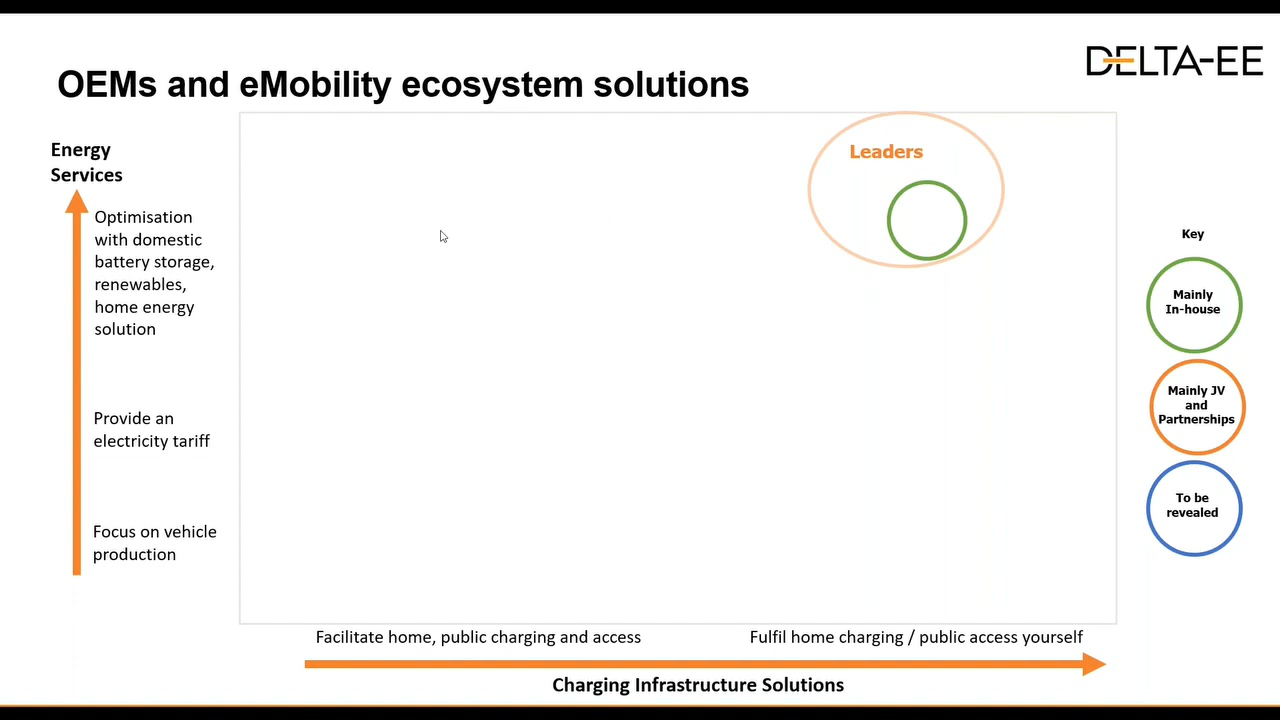 DELTA-EE
OEMs and eMobility ecosystem solutions
Energy
Services
Optimisation
with domestic
battery storage,
renewables,
home energy
solution
Provide an
electricity tariff
Focus on vehicle
production
Leaders
Key
Mainly
In-house
Mainly JV
and
Partnerships
To be
revealed
Facilitate home, public charging and access
Fulfil home charging / public access yourself
Charging Infrastructure Solutions